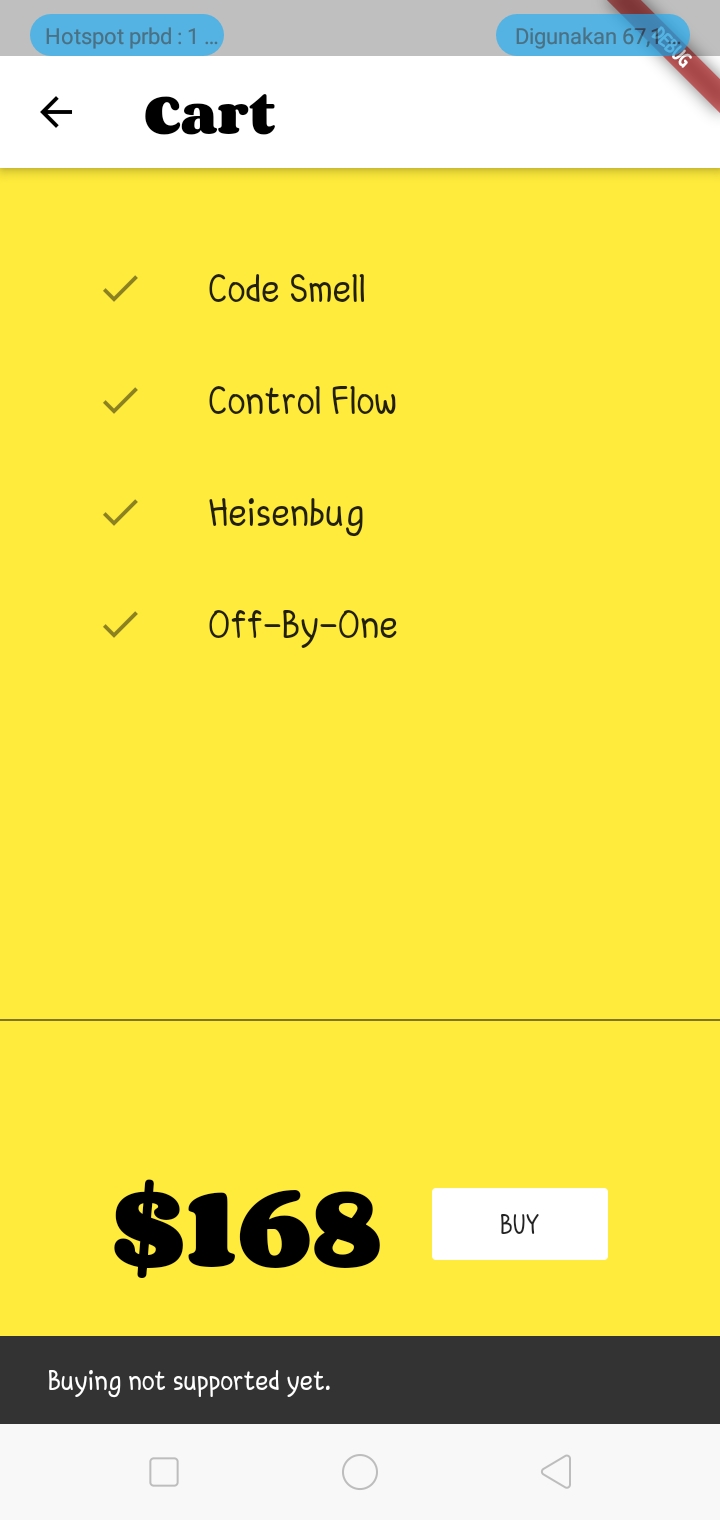 Hotspot prbd : 1 ...
Digunakan 67,1...
DEBUG
Cart
Code Smell
Control Flow
Heisenbug
Off-By-One
$168
BUY
Buying not supported yet.